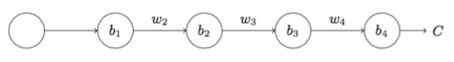 w₂ w₃ w₄
b₁ b₂ b₃ b₄ C